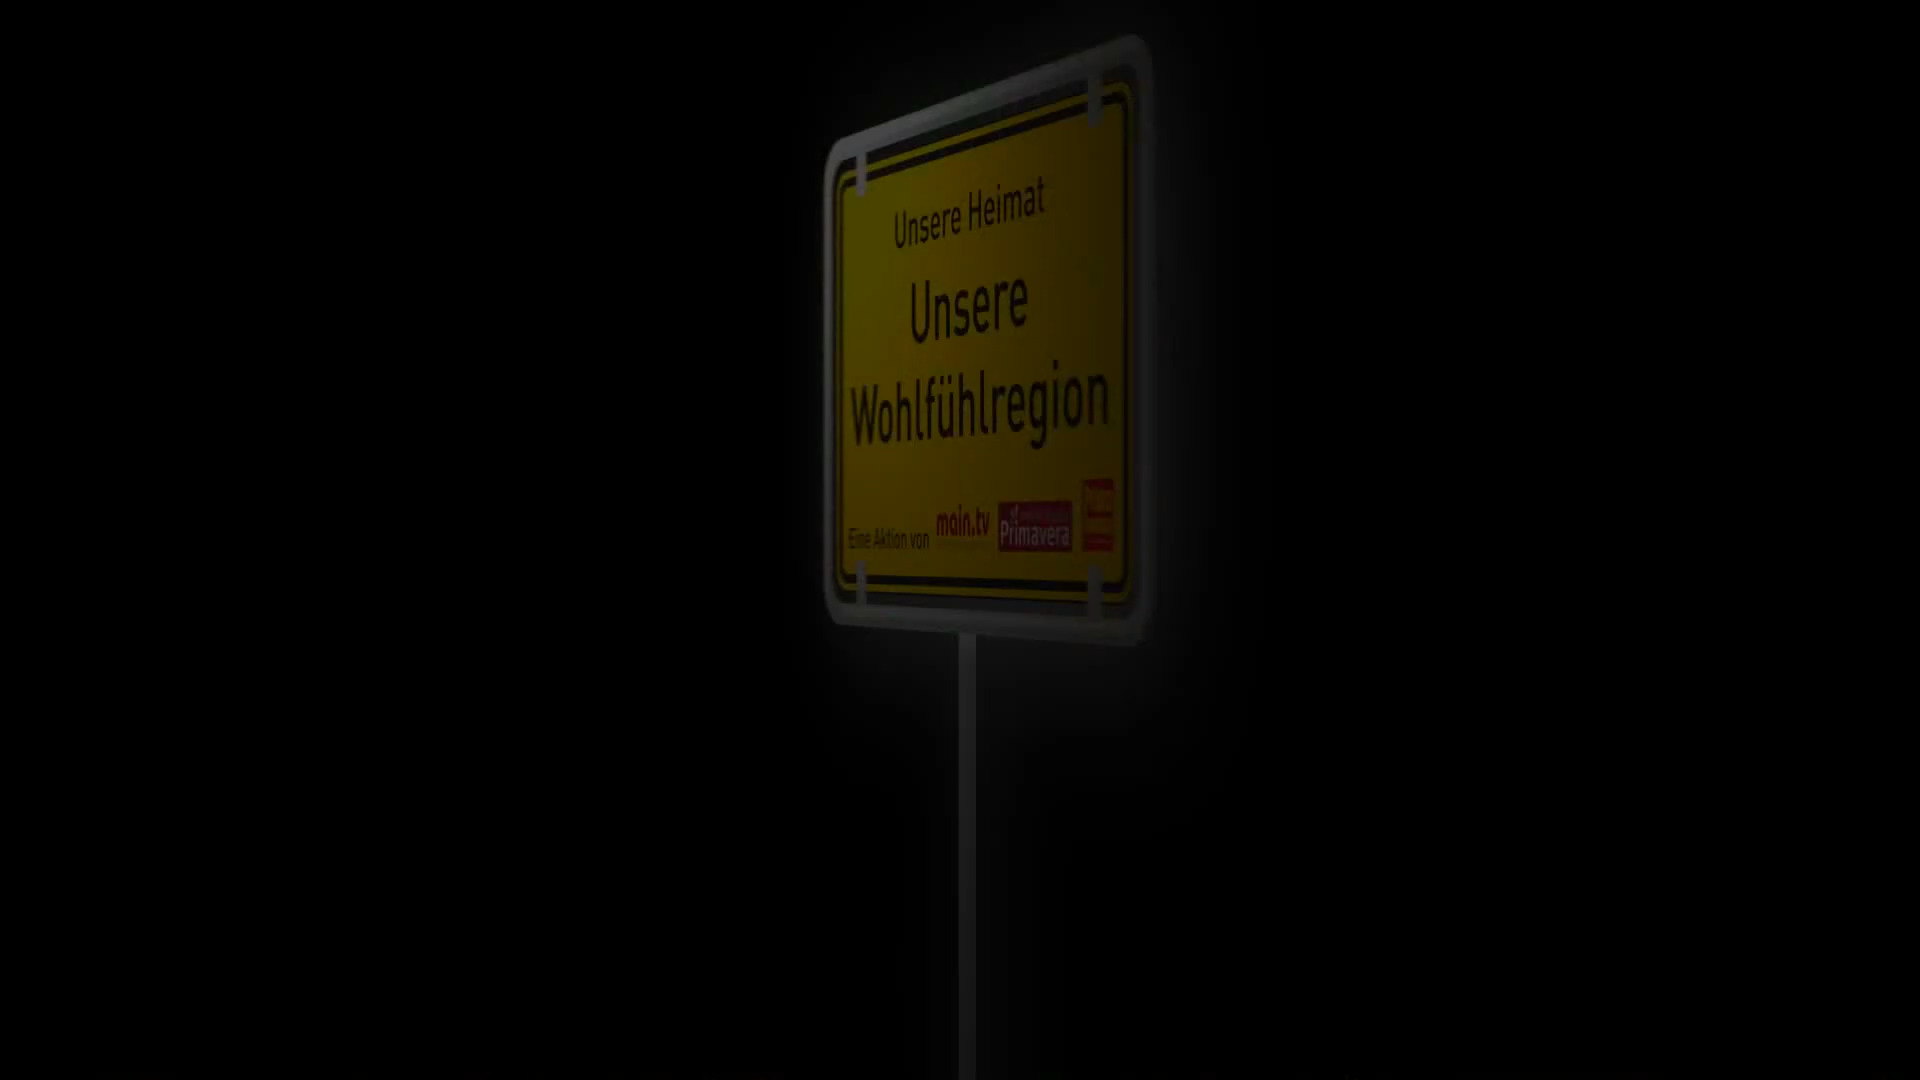 Unsere Heimat
Unsere
Wohlfühlregion
Eine Aktion von main.tv Primavera